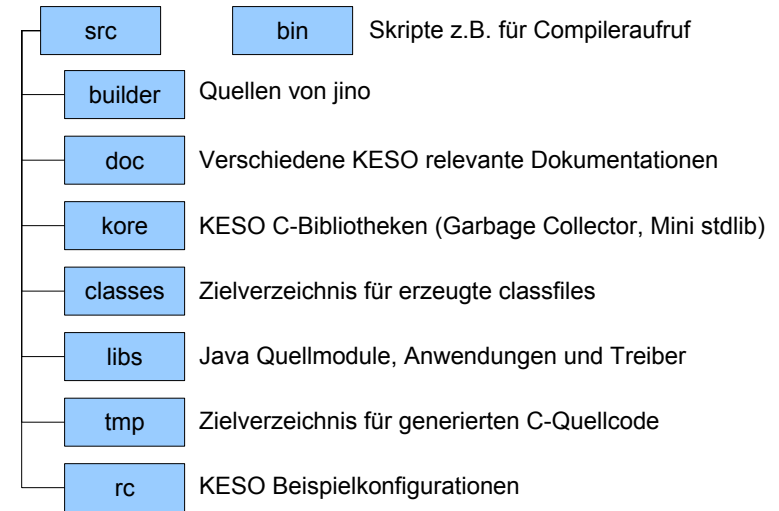 src bin Skripte z.B. für Compileraufruf
builder Quellen von jino
doc Verschiedene KESO relevante Dokumentationen
kore KESO C-Bibliotheken (Garbage Collector, Mini stdlib)
classes Zielverzeichnis für erzeugte classfiles
libs Java Quellmodule, Anwendungen und Treiber
tmp Zielverzeichnis für generierten C-Quellcode
rc KESO Beispielkonfigurationen